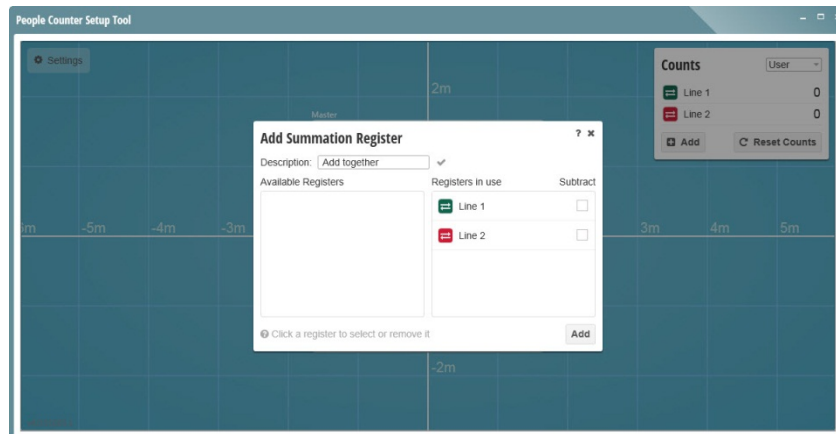 People Counter Setup Tool
Settings
Counts User
Line 1 0
Line 2 0
Add Reset Counts
2m
Master
Add Summation Register ? ×
Description: Add together
Available Registers Registers in use Subtract
Line 1
Line 2
-5m -4m -3m 3m 4m 5m
Click a register to select or remove it Add
-2m